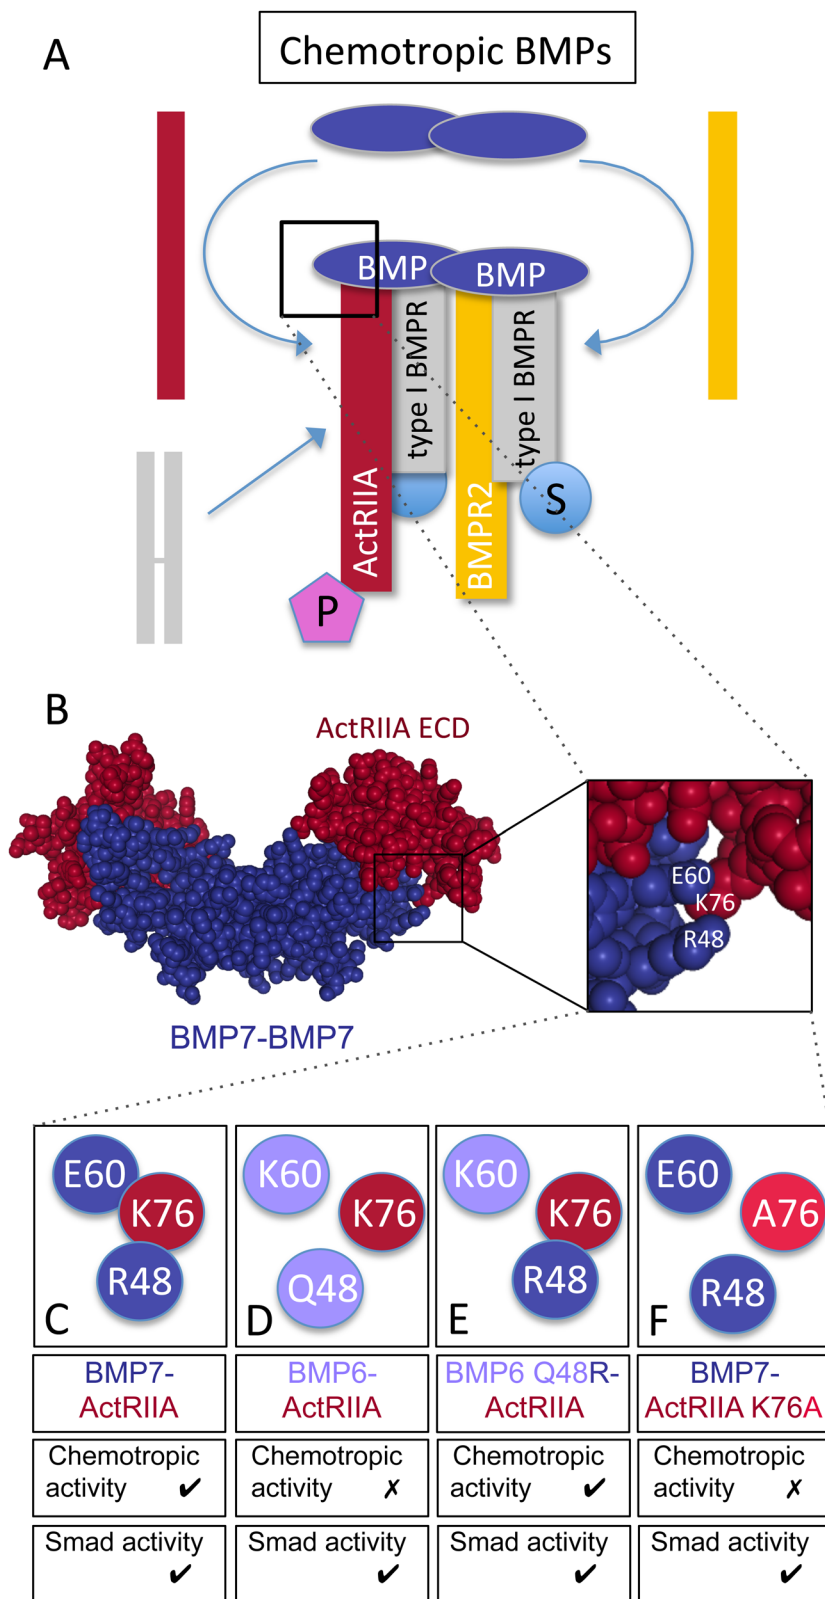 A
Chemotropic BMPs
BMP
BMP
type I BMPR
type I BMPR
ActRIIA
BMPR2
S
P
B
ActRIIA ECD
E60
K76
R48
BMP7-BMP7
E60
K76
R48
C
K60
K76
Q48
D
K60
K76
R48
E
E60
A76
R48
F
BMP7-
ActRIIA
BMP6-
ActRIIA
BMP6 Q48R-
ActRIIA
BMP7-
ActRIIA K76A
Chemotropic
activity ✔
Chemotropic
activity ✗
Chemotropic
activity ✔
Chemotropic
activity ✗
Smad activity
✔
Smad activity
✔
Smad activity
✔
Smad activity
✔